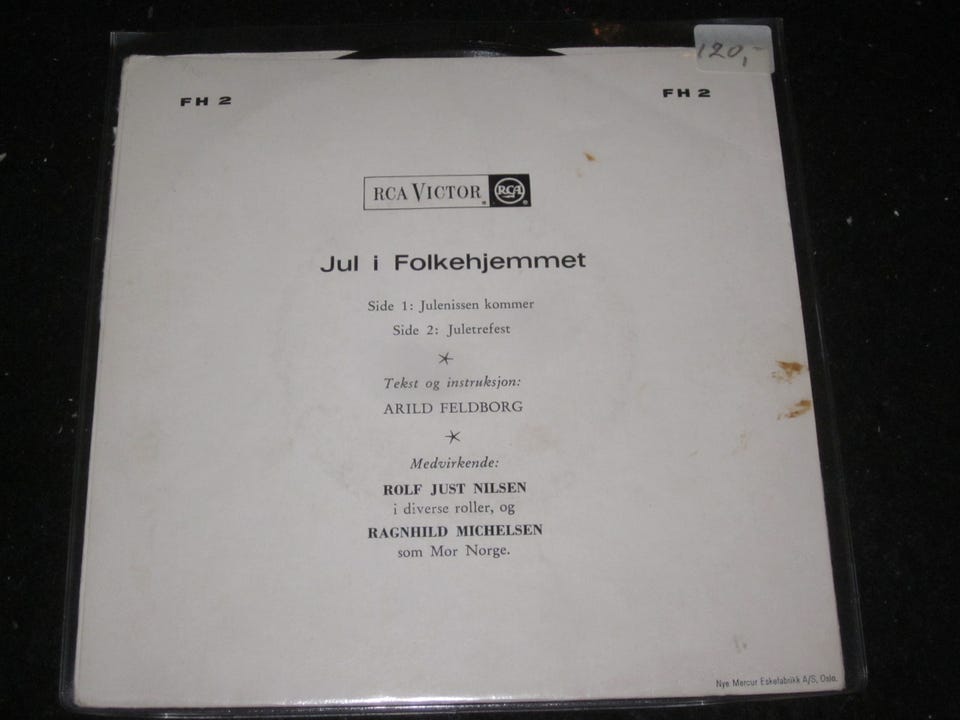 120,-
FH 2
FH 2
RCA VICTOR ® RCA ®
Jul i Folkehjemmet
Side 1: Julenissen kommer
Side 2: Juletrefest
Tekst og instruksjon:
ARILD FELDBORG
Medvirkende:
ROLF JUST NILSEN
i diverse roller, og
RAGNHILD MICHELSEN
som Mor Norge.
Nye Mercur Eskefabrikk A/S, Oslo.